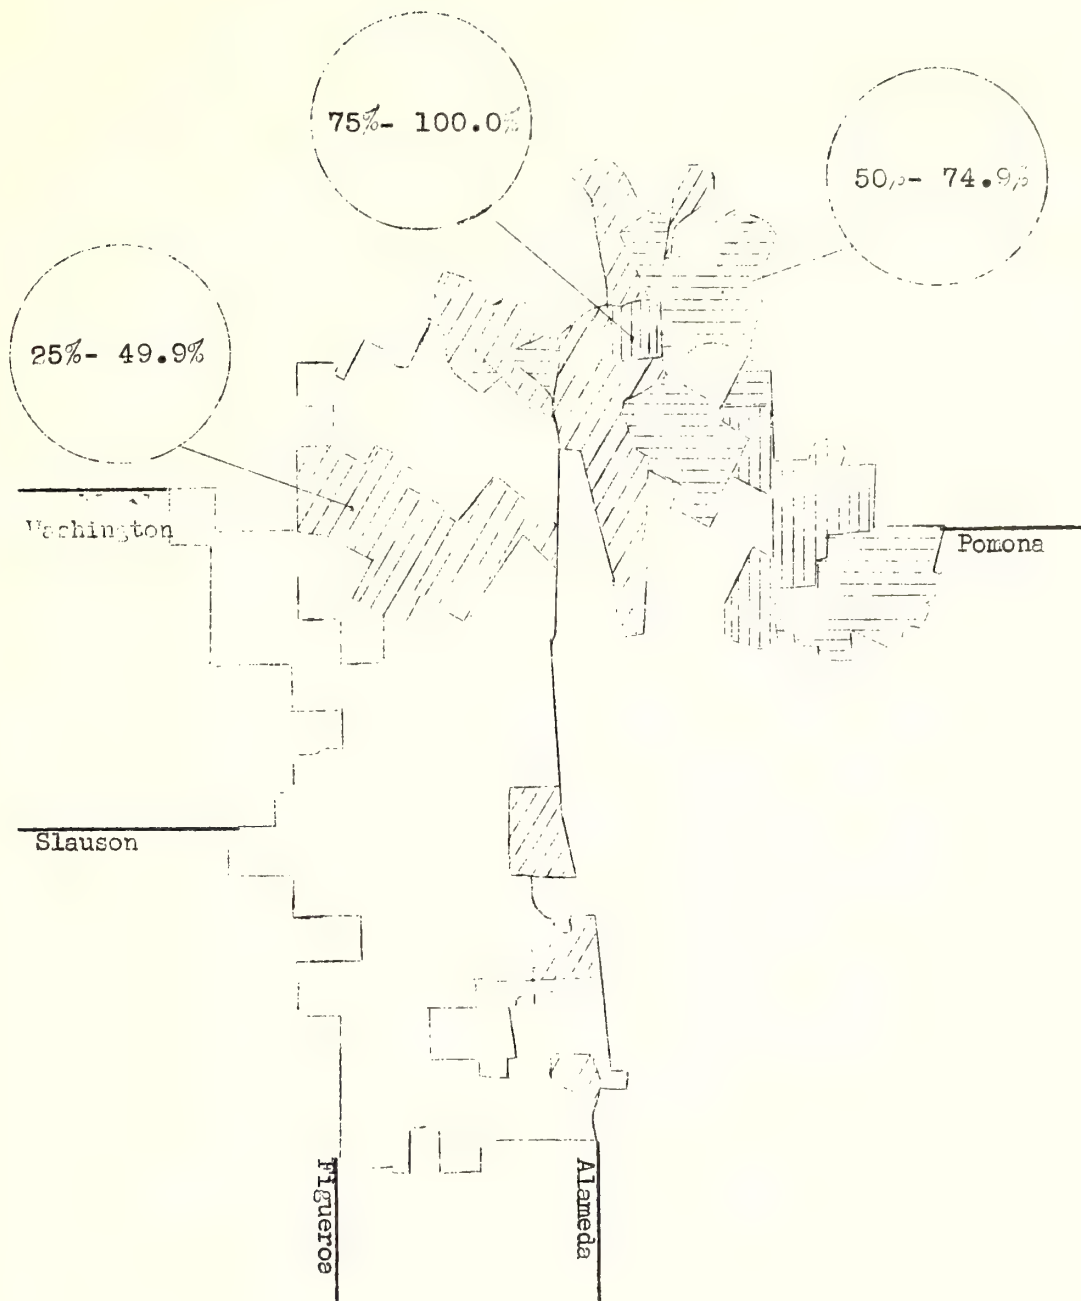 75%- 100.0%
50%- 74.9%
25%- 49.9%
Washington
Pomona
Slauson
Figueroa
Alameda